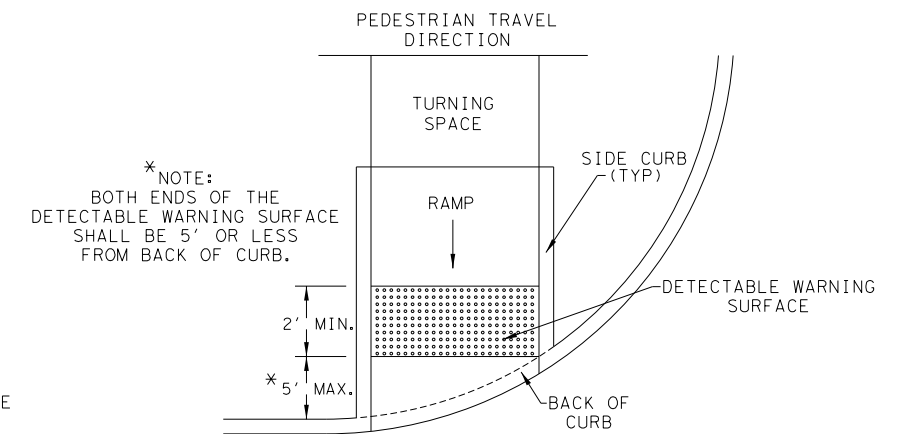 PEDESTRIAN TRAVEL
DIRECTION
TURNING
SPACE
SIDE CURB
(TYP)
*NOTE:
BOTH ENDS OF THE
DETECTABLE WARNING SURFACE
SHALL BE 5' OR LESS
FROM BACK OF CURB.
RAMP
DETECTABLE WARNING
SURFACE
2' MIN.
*5' MAX.
E
BACK OF
CURB